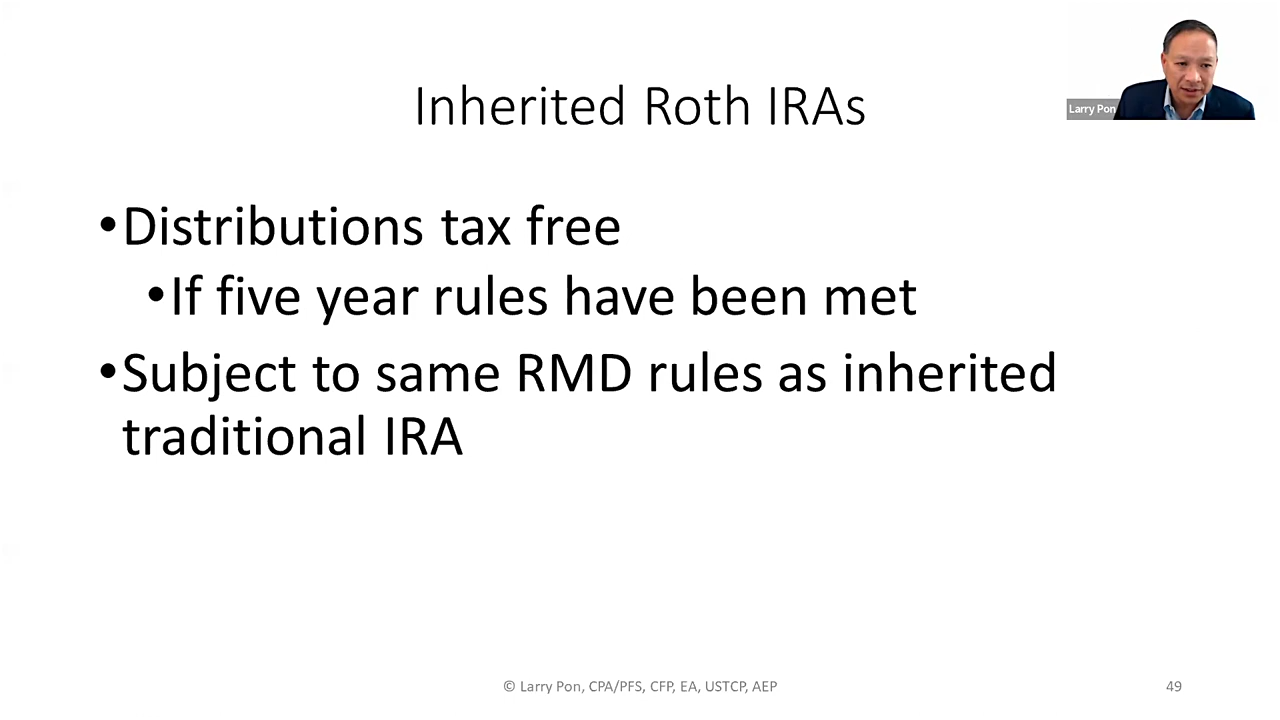 Inherited Roth IRAs
Larry Pon
•Distributions tax free
•If five year rules have been met
•Subject to same RMD rules as inherited
traditional IRA
© Larry Pon, CPA/PFS, CFP, EA, USTCP, AEP
49